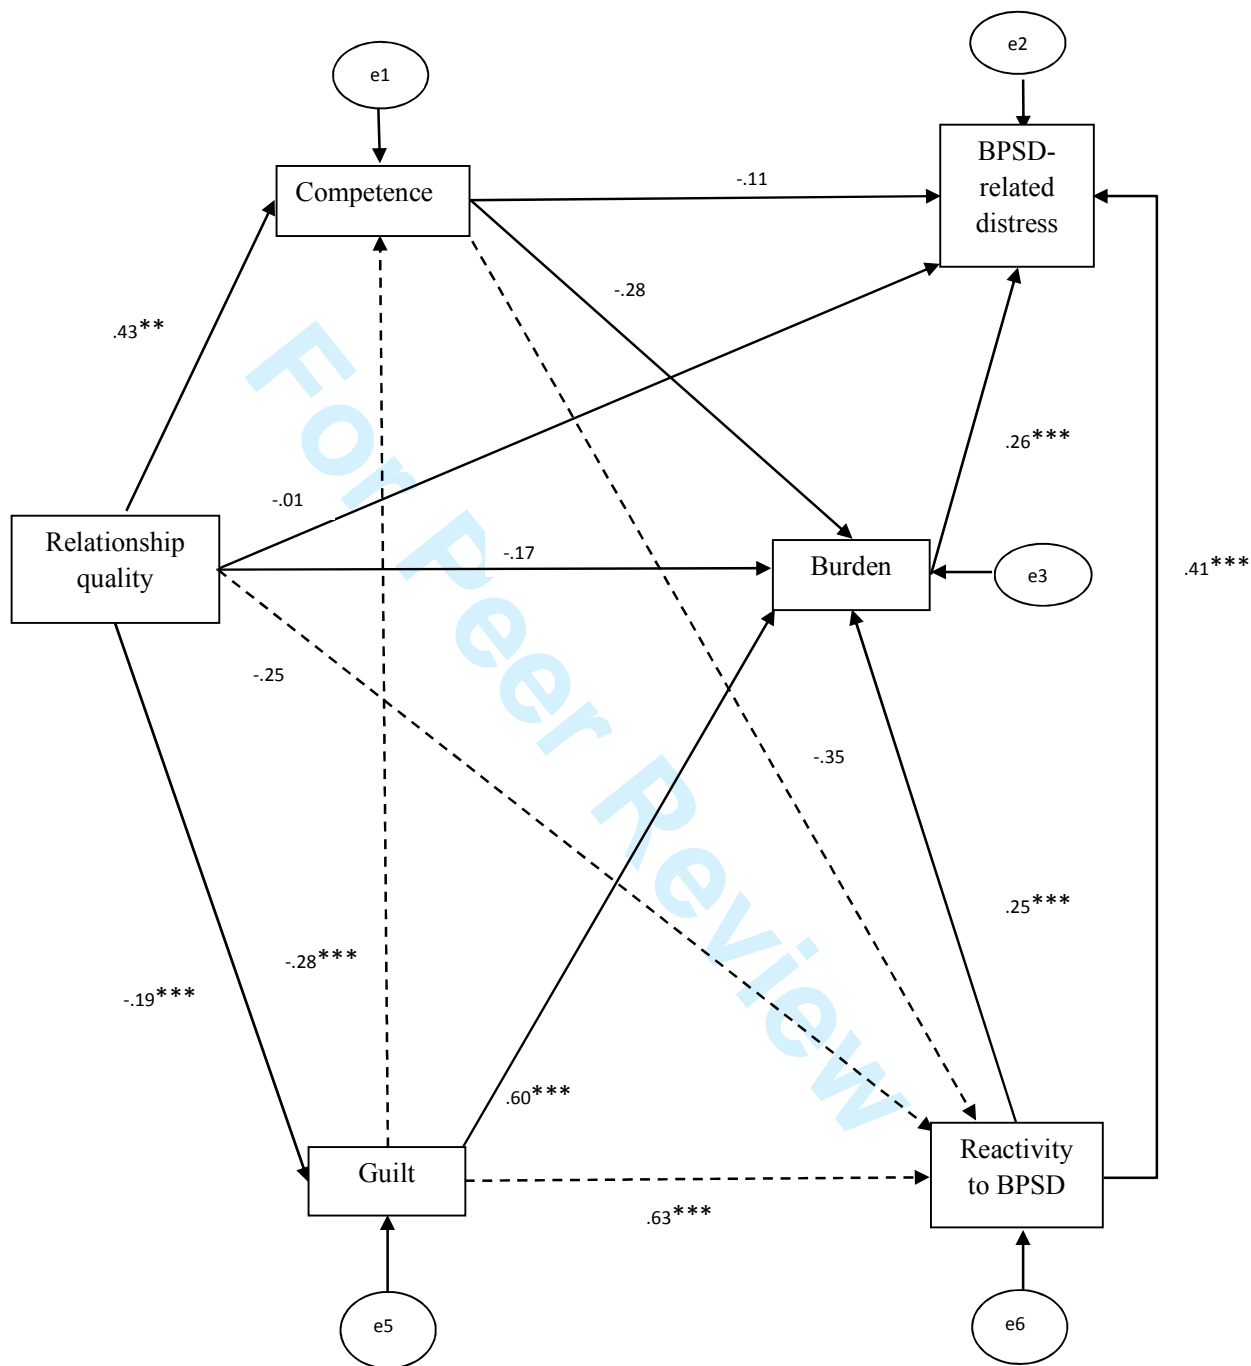 e2
e1
BPSD-
related
distress
Competence
-.11
-.28
.43**
.26***
-.01
Relationship
quality
-.17
Burden
e3
.41***
-.25
-.35
.25***
-.28***
-.19***
.60***
Guilt
Reactivity
to BPSD
.63***
e5
e6
For Peer Review